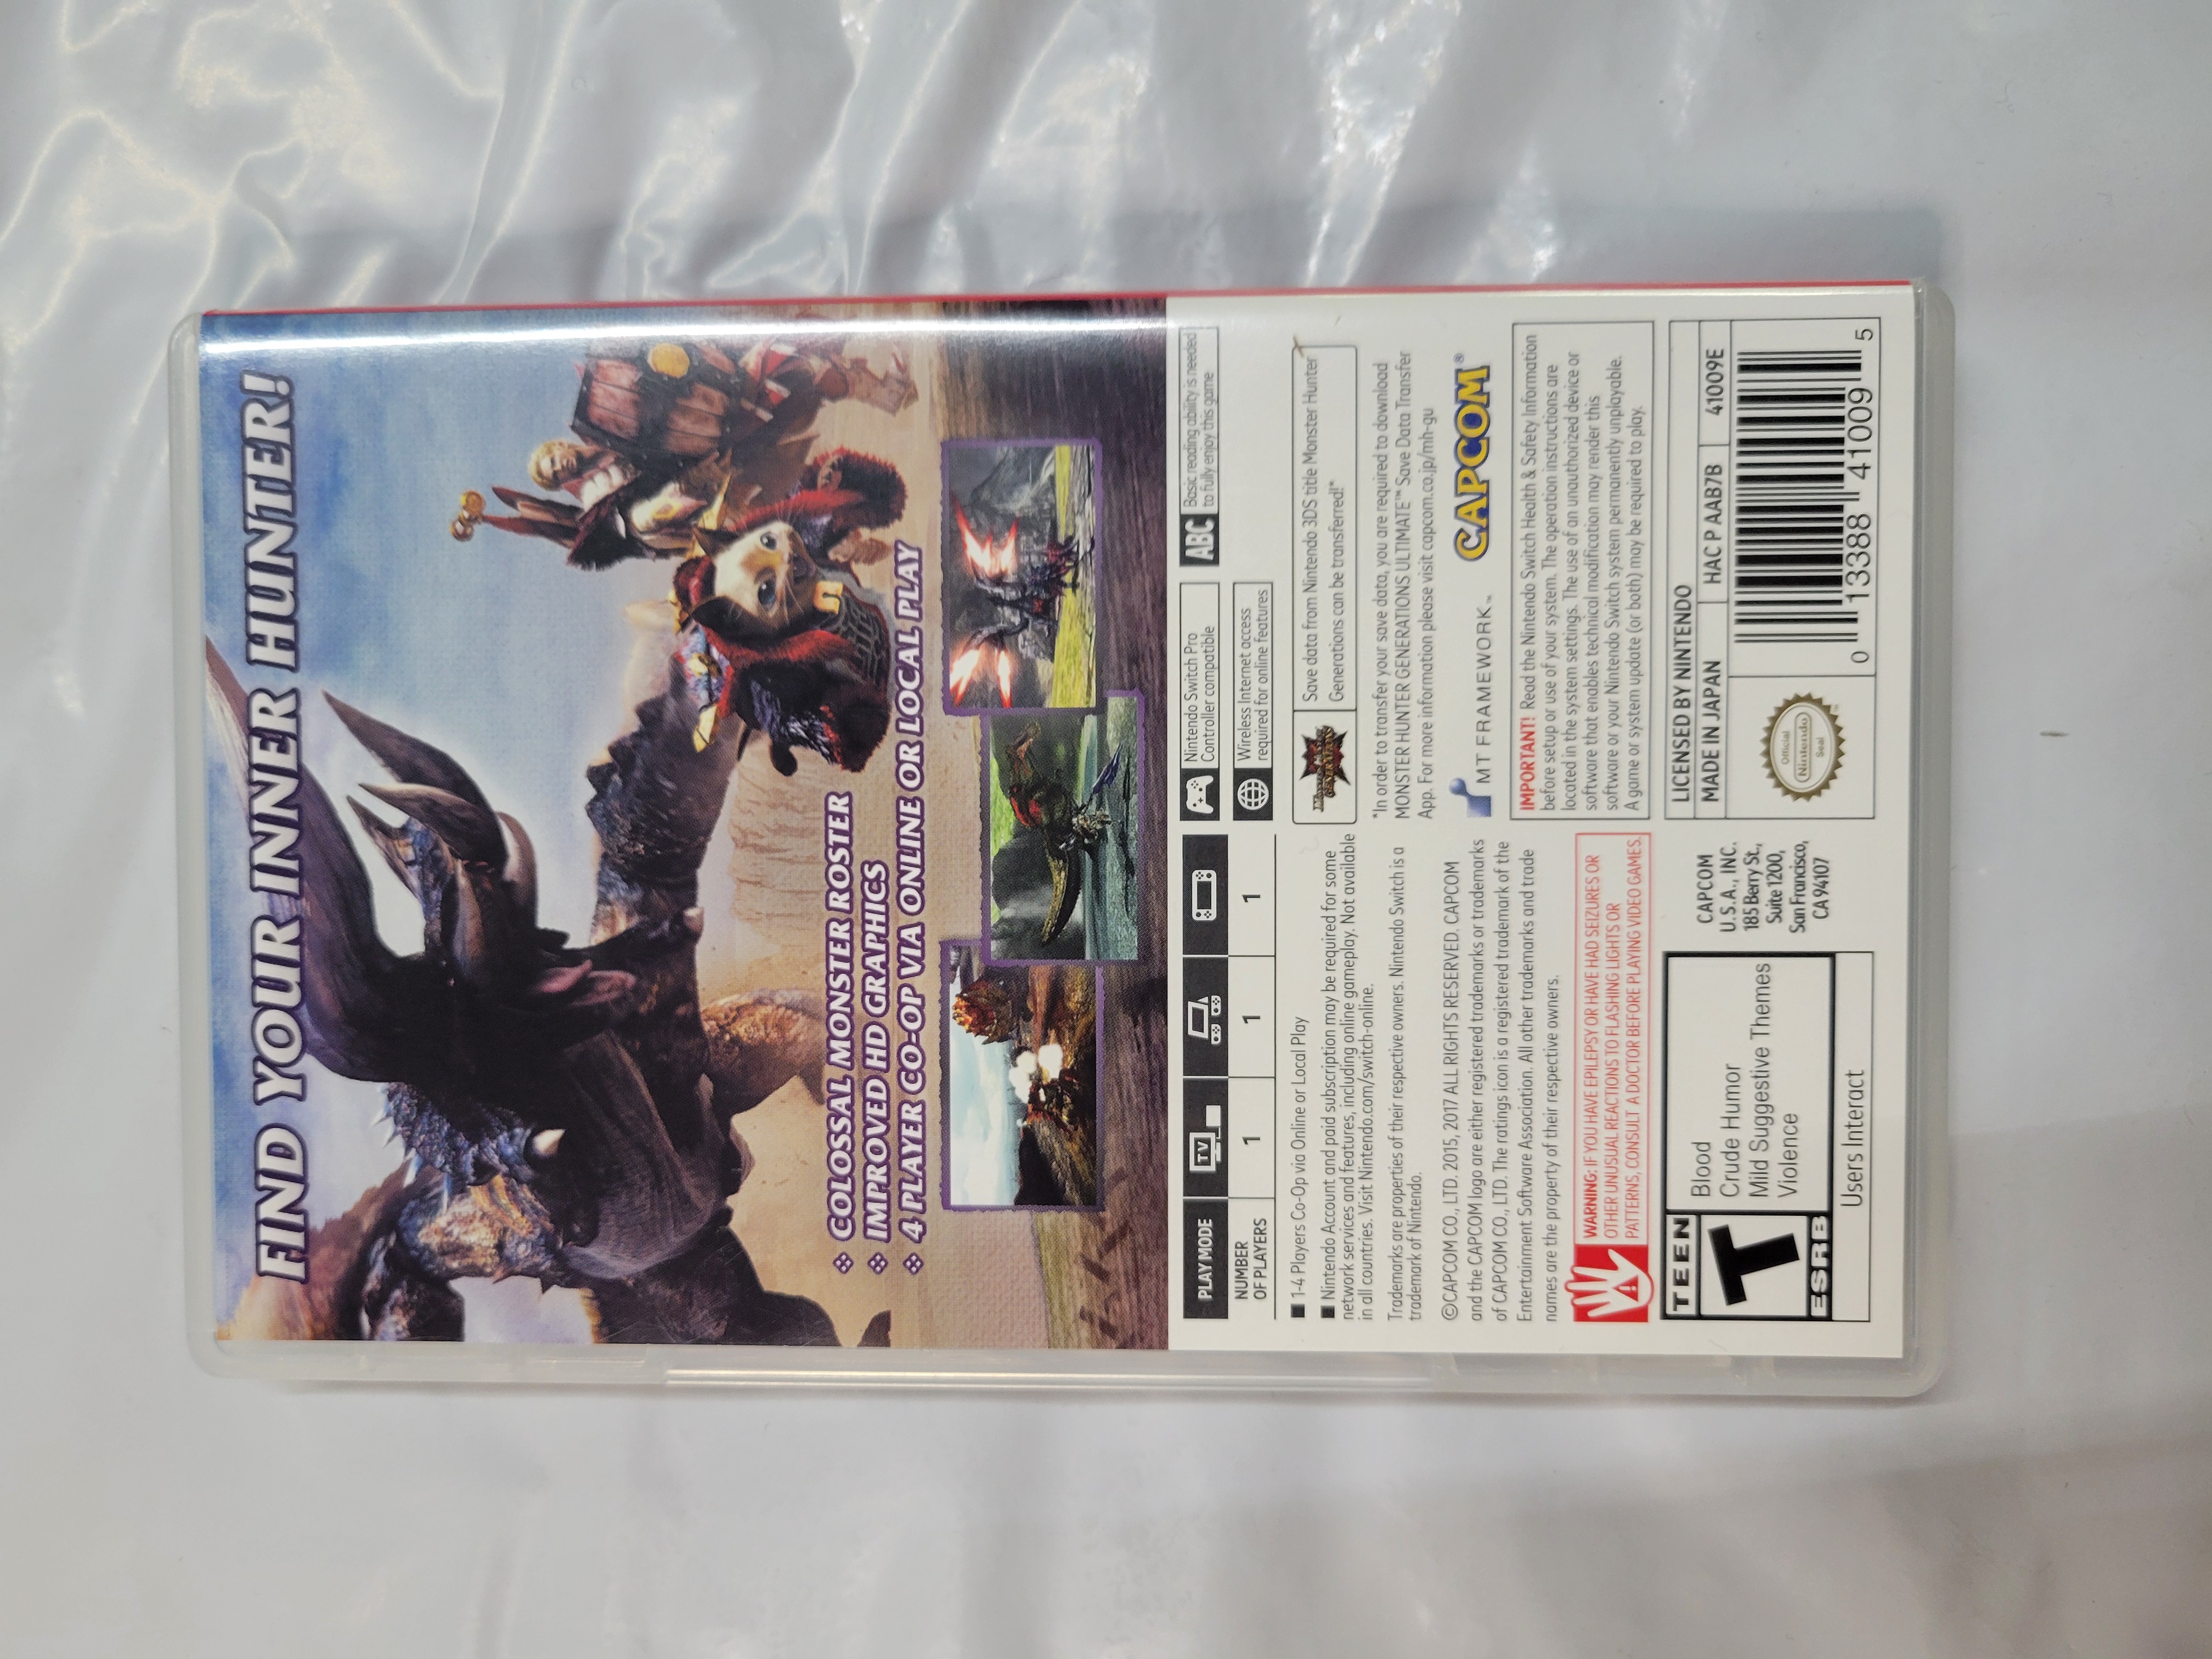 FIND YOUR INNER HUNTER!
COLOSSAL MONSTER ROSTER
IMPROVED HD GRAPHICS
4 PLAYER CO-OP VIA ONLINE OR LOCAL PLAY
PLAY MODE
TV
NUMBER
OF PLAYERS
1
1
1
Nintendo Switch Pro
Controller compatible
ABC
Basic reading ability is needed
to fully enjoy this game
Wireless Internet access
required for online features
■ 1-4 Players Co-Op via Online or Local Play
■ Nintendo Account and paid subscription may be required for some
network services and features, including online gameplay. Not available
in all countries. Visit Nintendo.com/switch-online.
Trademarks are properties of their respective owners. Nintendo Switch is a
trademark of Nintendo.
©CAPCOM CO., LTD. 2015, 2017 ALL RIGHTS RESERVED. CAPCOM
and the CAPCOM logo are either registered trademarks or trademarks
of CAPCOM CO., LTD. The ratings icon is a registered trademark of the
Entertainment Software Association. All other trademarks and trade
names are the property of their respective owners.
WARNING: IF YOU HAVE EPILEPSY OR HAVE HAD SEIZURES OR
OTHER UNUSUAL REACTIONS TO FLASHING LIGHTS OR
PATTERNS, CONSULT A DOCTOR BEFORE PLAYING VIDEO GAMES.
TEEN
T
ESRB
Blood
Crude Humor
Mild Suggestive Themes
Violence
Users Interact
CAPCOM
U.S.A., INC.
185 Berry St.,
Suite 1200,
San Francisco,
CA 94107
Save data from Nintendo 3DS title Monster Hunter
Generations can be transferred!*
*In order to transfer your save data, you are required to download
MONSTER HUNTER GENERATIONS ULTIMATE™ Save Data Transfer
App. For more information please visit capcom.co.jp/mh-gu
MT FRAMEWORK™
CAPCOM®
IMPORTANT! Read the Nintendo Switch Health & Safety Information
before setup or use of your system. The operation instructions are
located in the system settings. The use of an unauthorized device or
software that enables technical modification may render this
software or your Nintendo Switch system permanently unplayable.
A game or system update (or both) may be required to play.
LICENSED BY NINTENDO
MADE IN JAPAN
HAC P AAB7B
41009E
Official
Nintendo
Seal
0 13388 41009 5